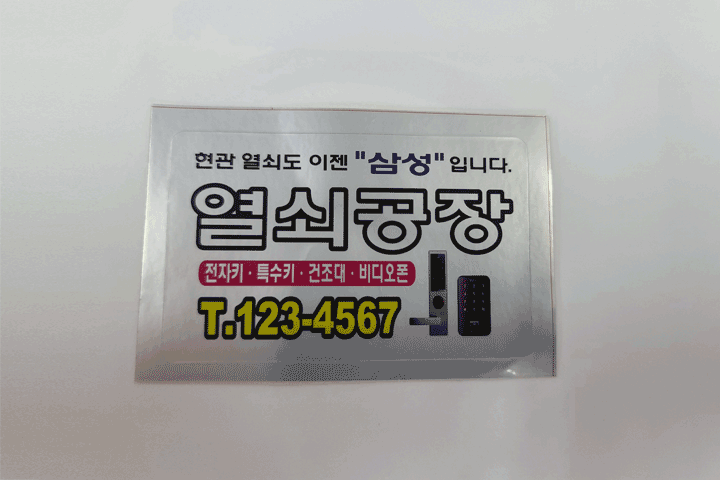 현관 열쇠도 이젠 "삼성"입니다.
열쇠공장
전자키·특수키·건조대·비디오폰
T.123-4567